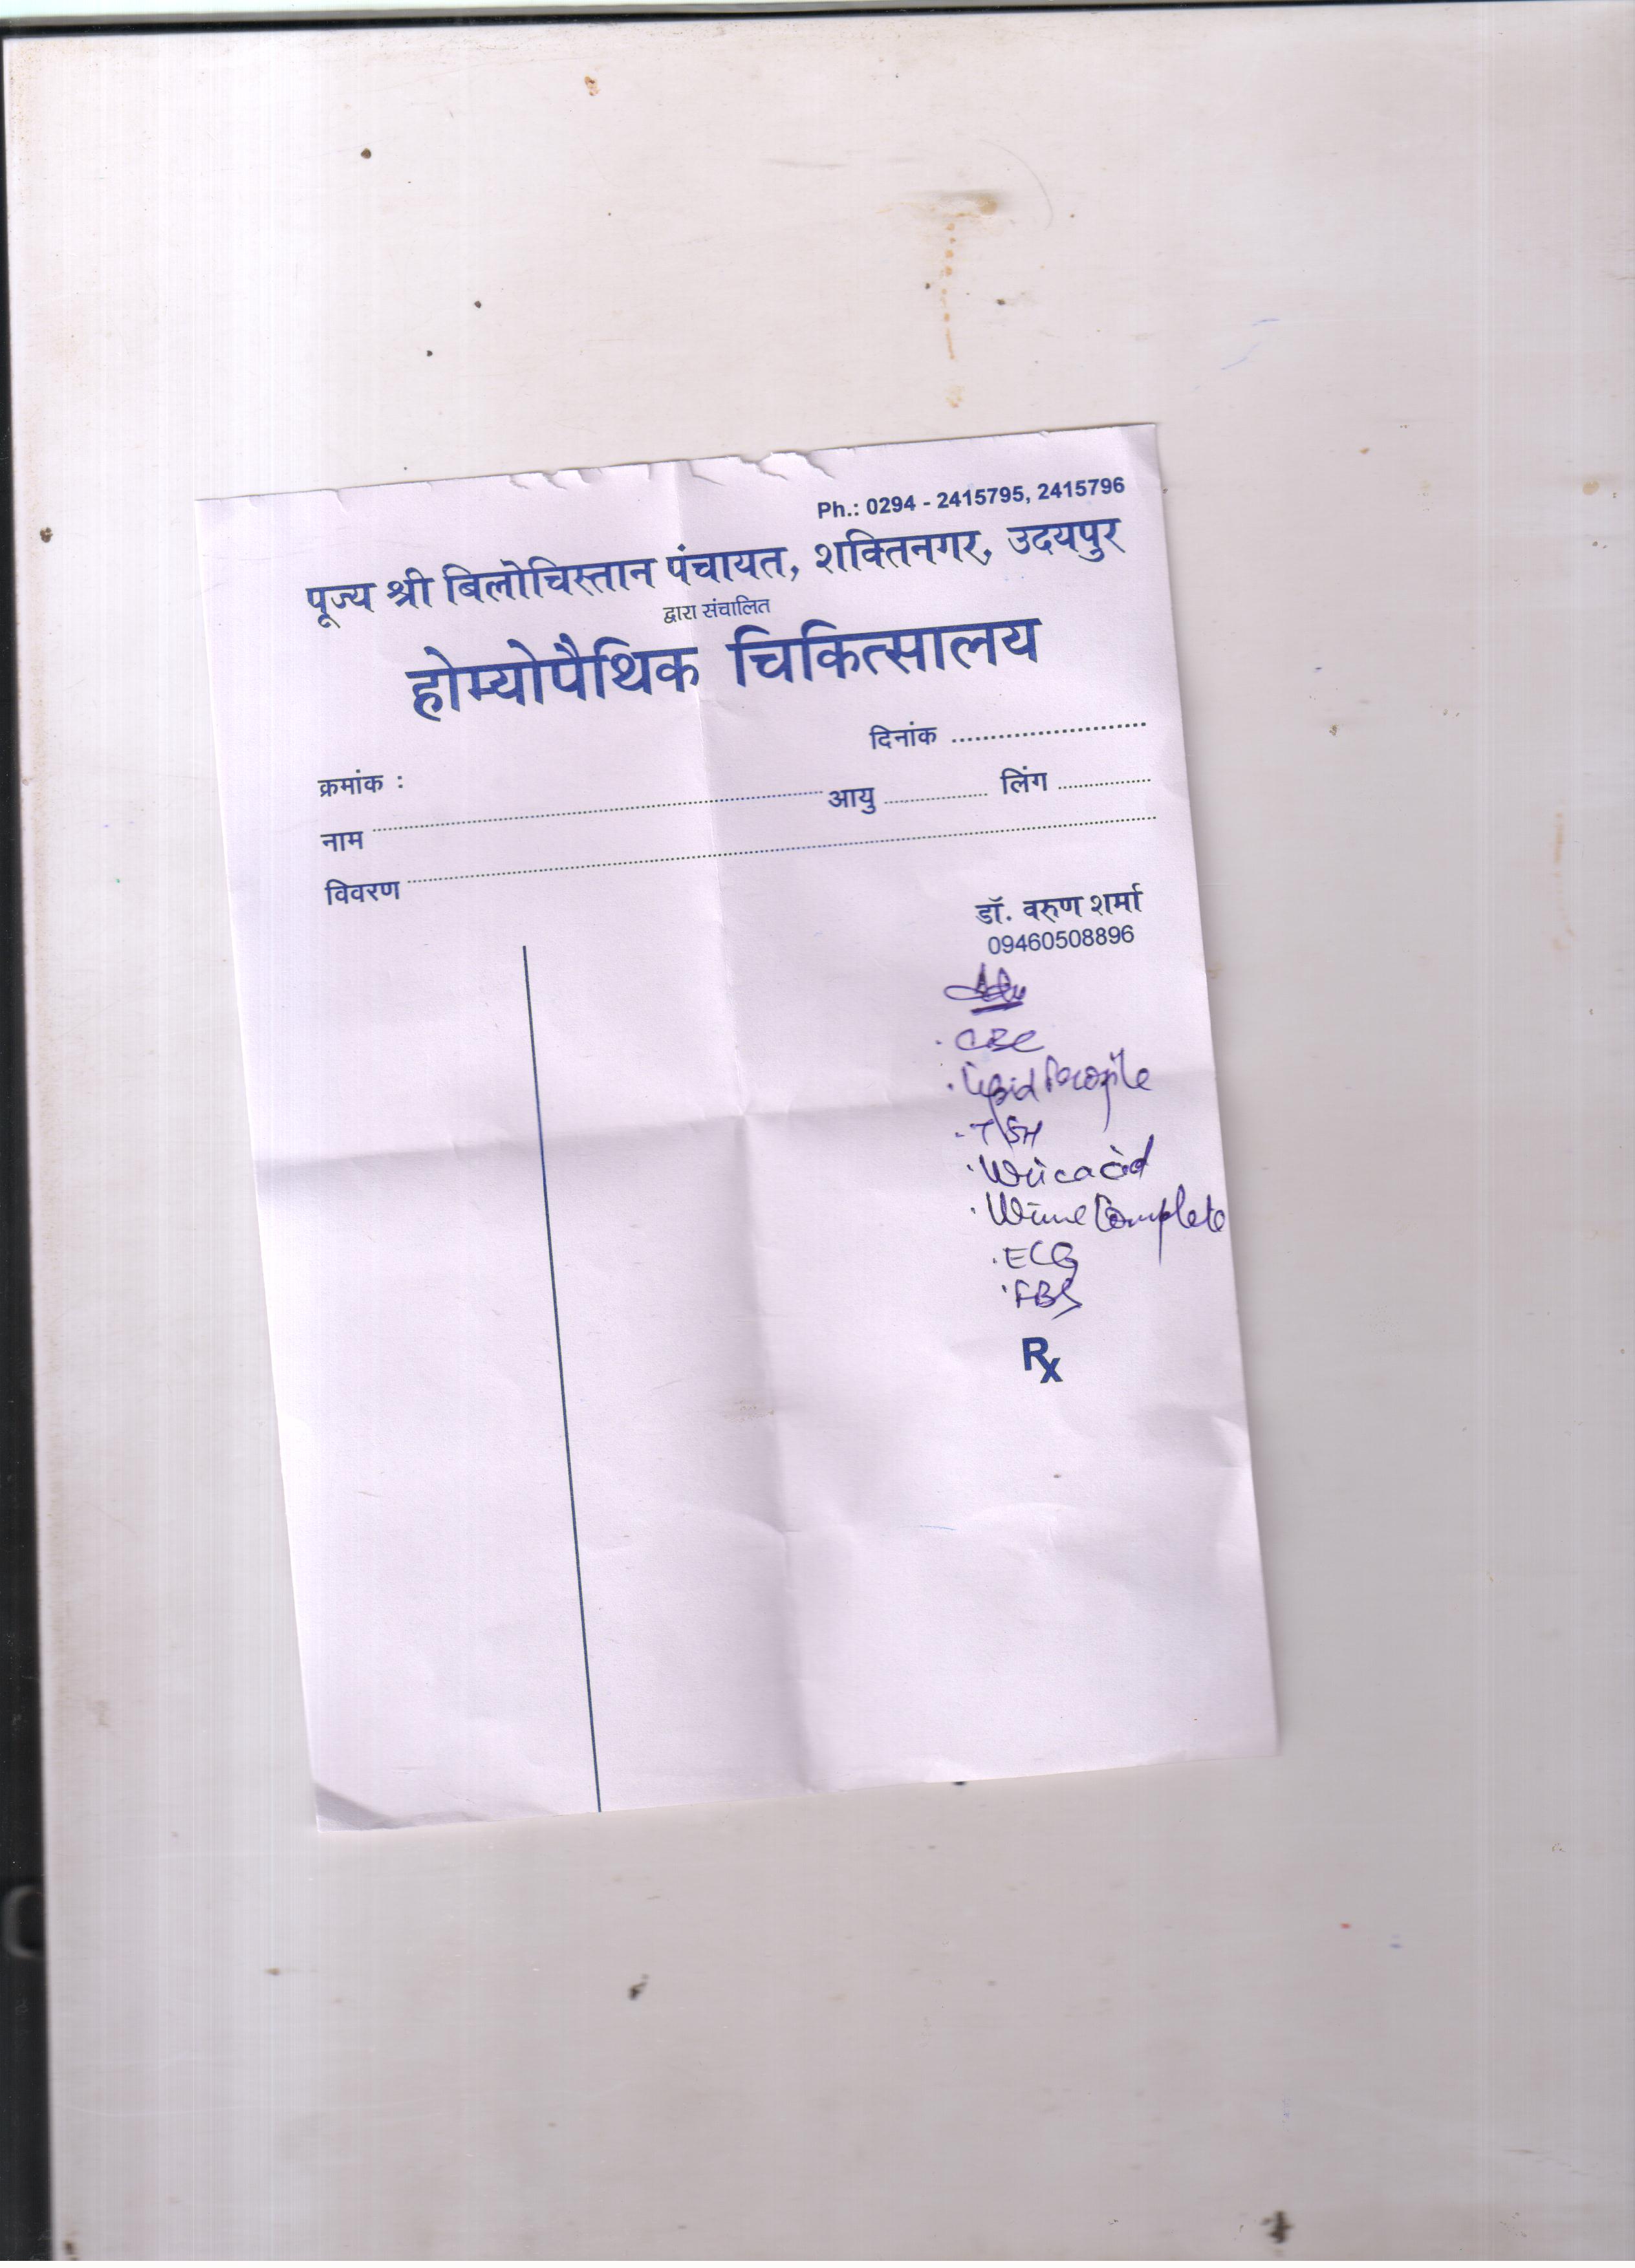 Ph.: 0294 - 2415795, 2415796
पूज्य श्री बिलोचिस्तान पंचायत, शक्तिनगर, उदयपुर
द्वारा संचालित
होम्योपैथिक चिकित्सालय
दिनांक ........................
क्रमांक :
नाम ........................ आयु ............ लिंग ............
विवरण ........................
डॉ. वरुण शर्मा
09460508896
. CBC
. Lipid Profile
. TSH
. Uric acid
. Urine Complete
. ECG
. FBS
Rx